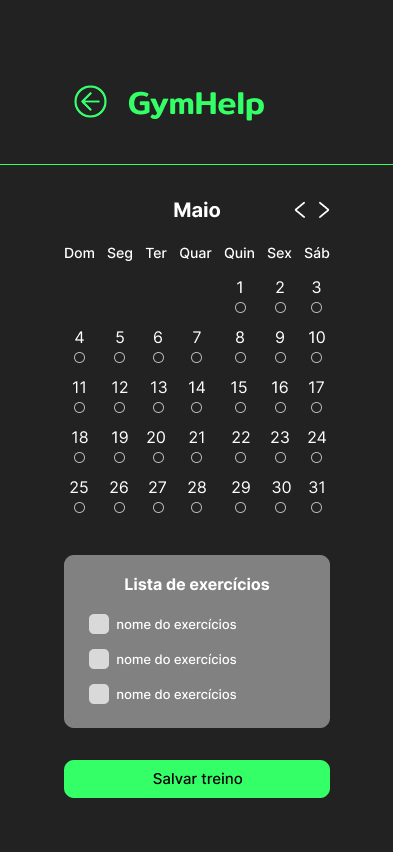 GymHelp
Maio
Dom Seg Ter Quar Quin Sex Sáb
1 2 3
4 5 6 7 8 9 10
11 12 13 14 15 16 17
18 19 20 21 22 23 24
25 26 27 28 29 30 31
Lista de exercícios
nome do exercícios
nome do exercícios
nome do exercícios
Salvar treino